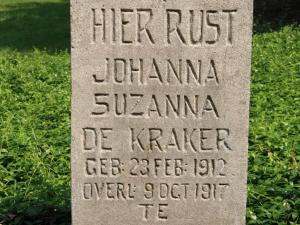 HIER RUST
JOHANNA
SUZANNA
DE KRAKER
GEB: 23 FEB: 1912
OVERL: 9 OCT: 1917
TE